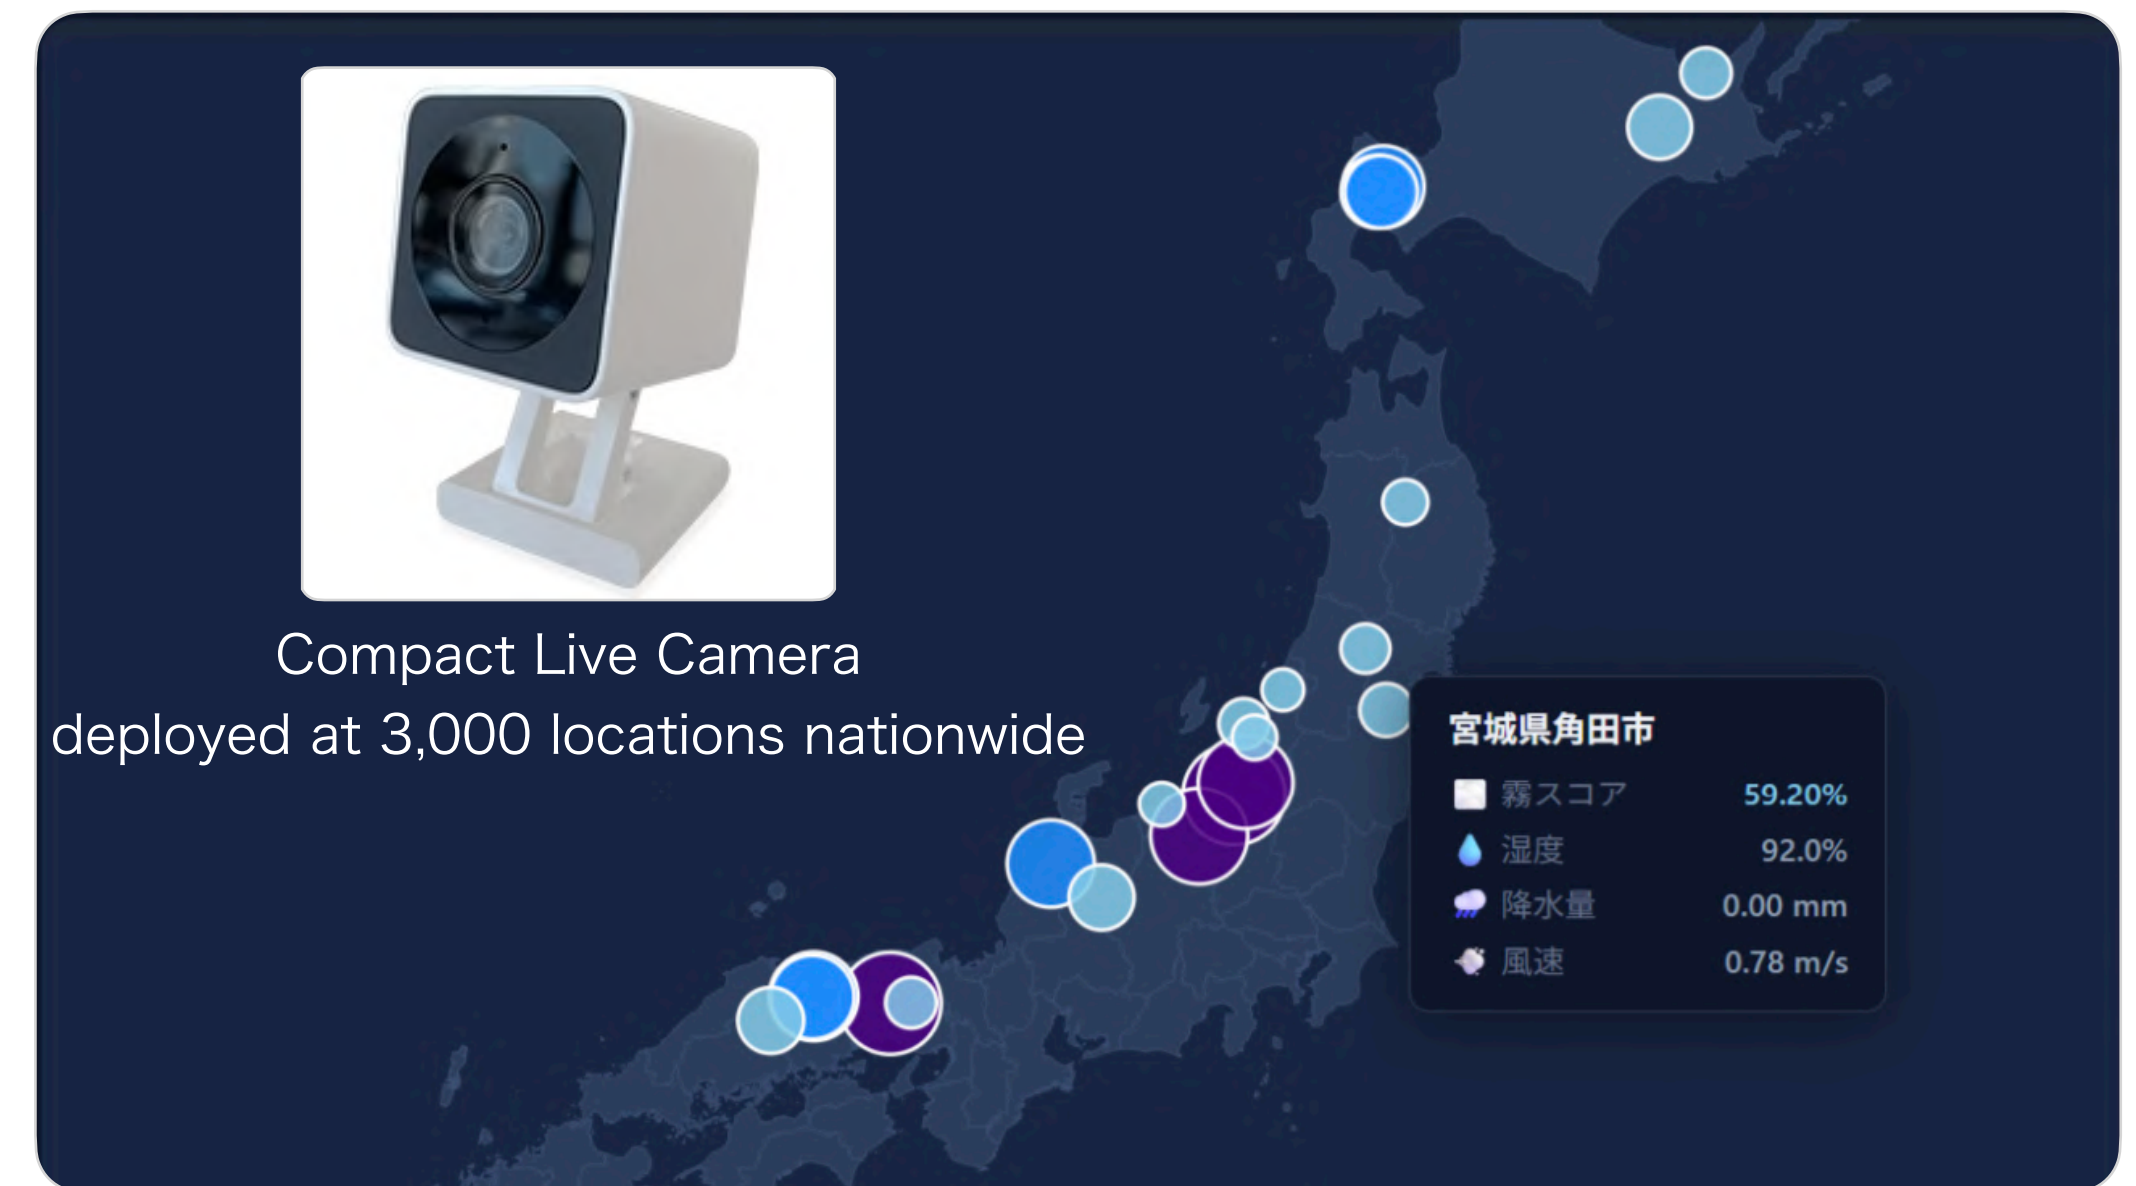 Compact Live Camera
deployed at 3,000 locations nationwide
宮城県角田市
霧スコア 59.20%
湿度 92.0%
降水量 0.00 mm
風速 0.78 m/s